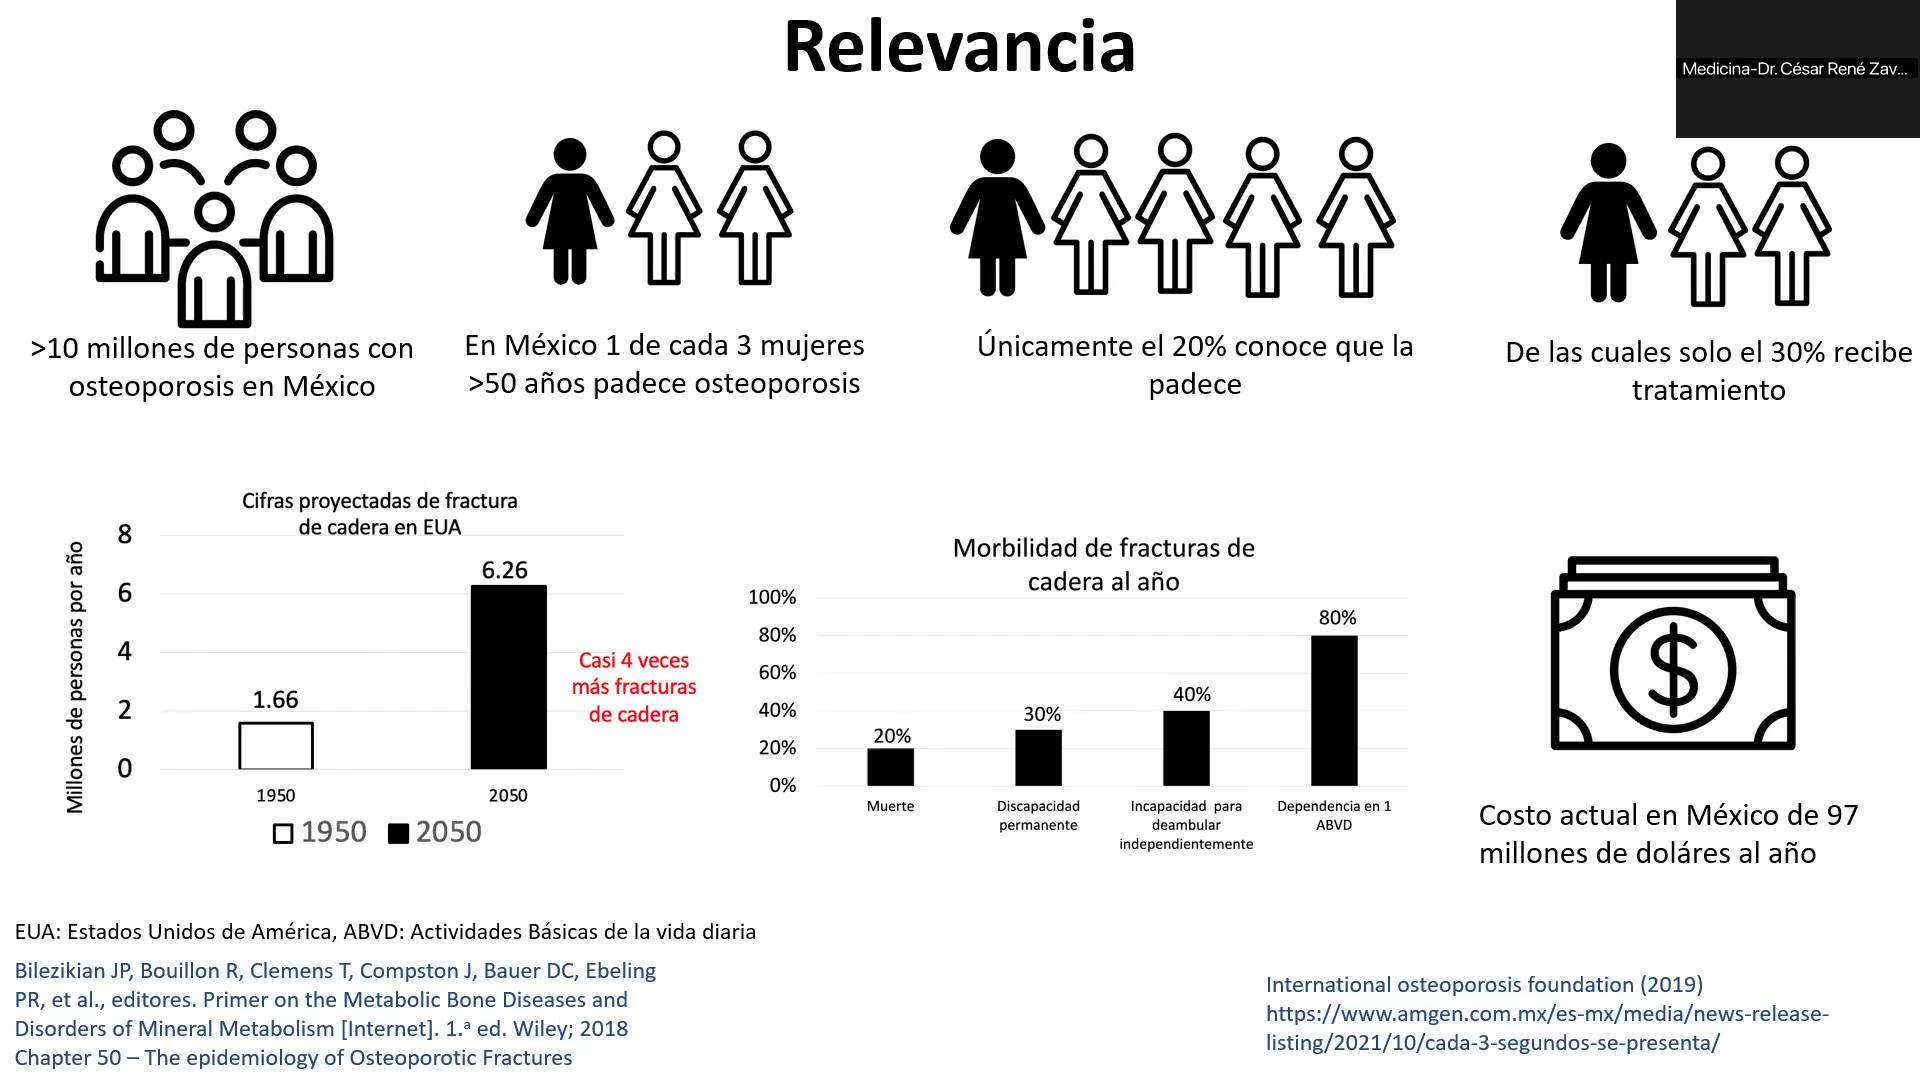 Relevancia
Medicina-Dr. César René Zav...
>10 millones de personas con
osteoporosis en México
En México 1 de cada 3 mujeres
>50 años padece osteoporosis
Únicamente el 20% conoce que la
padece
De las cuales solo el 30% recibe
tratamiento
Cifras proyectadas de fractura
de cadera en EUA
Millones de personas por año
8
6
4
2
0
1.66
6.26
Casi 4 veces
más fracturas
de cadera
1950
2050
1950
2050
Morbilidad de fracturas de
cadera al año
100%
80%
60%
40%
20%
0%
20%
30%
40%
80%
Muerte
Discapacidad
permanente
Incapacidad para
deambular
independientemente
Dependencia en 1
ABVD
$
Costo actual en México de 97
millones de doláres al año
EUA: Estados Unidos de América, ABVD: Actividades Básicas de la vida diaria
Bilezikian JP, Bouillon R, Clemens T, Compston J, Bauer DC, Ebeling
PR, et al., editores. Primer on the Metabolic Bone Diseases and
Disorders of Mineral Metabolism [Internet]. 1.ª ed. Wiley; 2018
Chapter 50 – The epidemiology of Osteoporotic Fractures
International osteoporosis foundation (2019)
https://www.amgen.com.mx/es-mx/media/news-release-
listing/2021/10/cada-3-segundos-se-presenta/